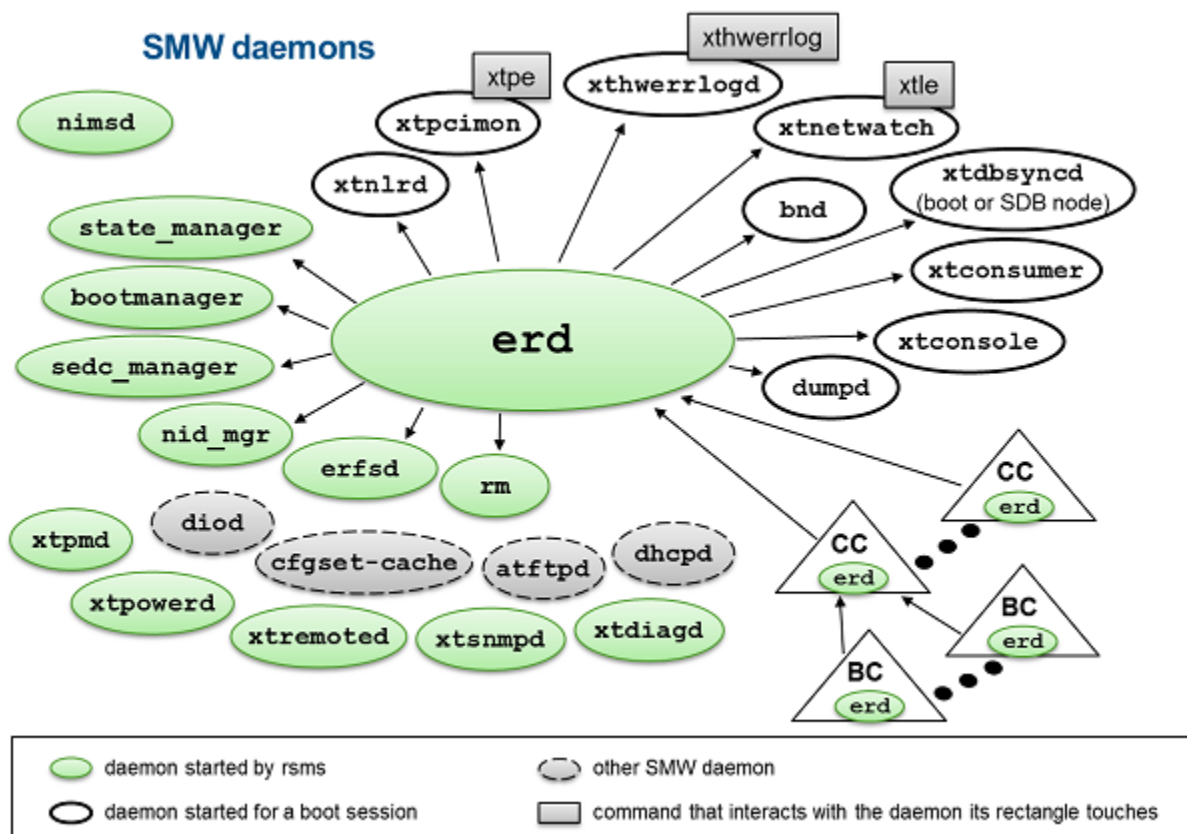 SMW daemons
xthwerrlog
xtpe
xthwerrlogd
xtle
nimsd
xtpcimon
xtnetwatch
xtnlrd
xtdbsyncd
(boot or SDB node)
bnd
state_manager
xtconsumer
bootmanager
erd
xtconsole
sedc_manager
dumpd
nid_mgr
erfsd
rm
CC
erd
diod
xtpmd
cfgset-cache
atftpd
dhcpd
CC
erd
xtpowerd
xtremoted
xtsnmpd
xtdiagd
BC
erd
BC
erd
daemon started by rsms
other SMW daemon
daemon started for a boot session
command that interacts with the daemon its rectangle touches